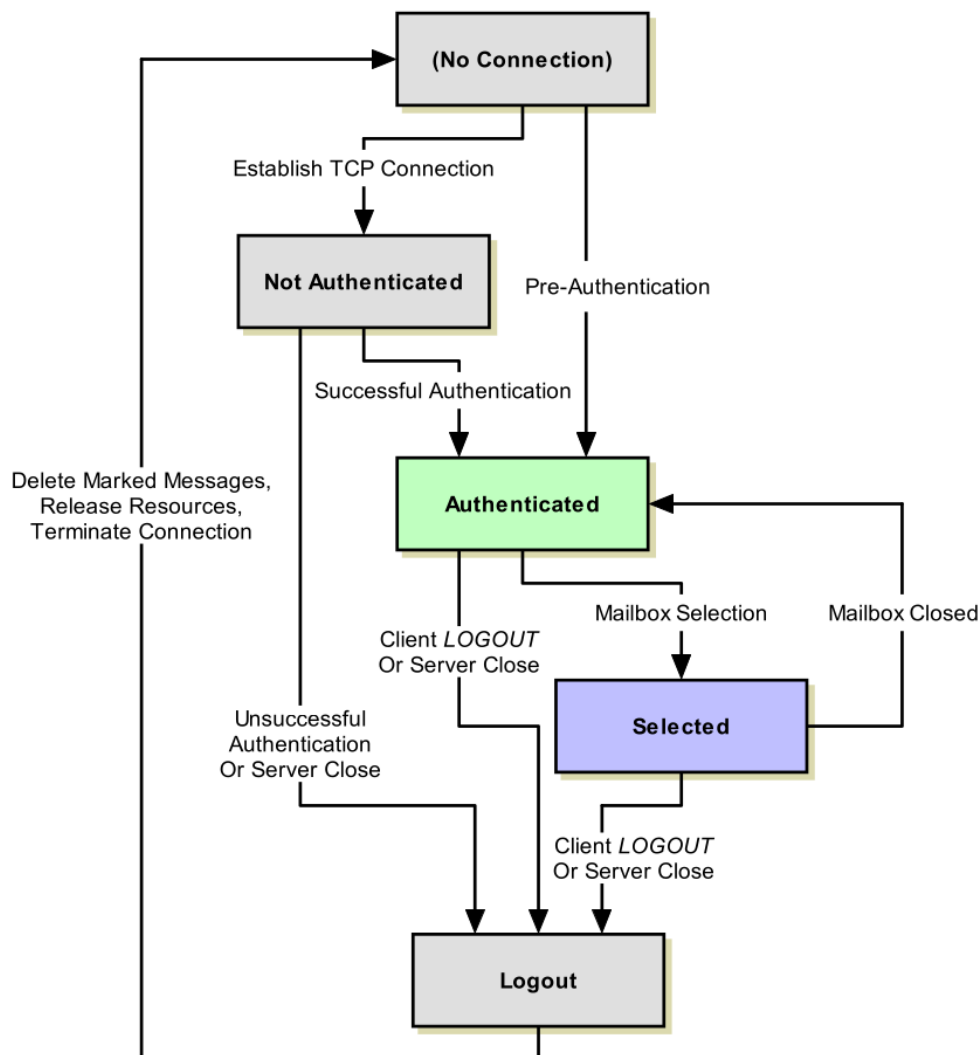 (No Connection)
Establish TCP Connection
Not Authenticated
Pre-Authentication
Successful Authentication
Delete Marked Messages,
Release Resources,
Terminate Connection
Authenticated
Client LOGOUT
Or Server Close
Mailbox Selection
Mailbox Closed
Unsuccessful
Authentication
Or Server Close
Selected
Client LOGOUT
Or Server Close
Logout